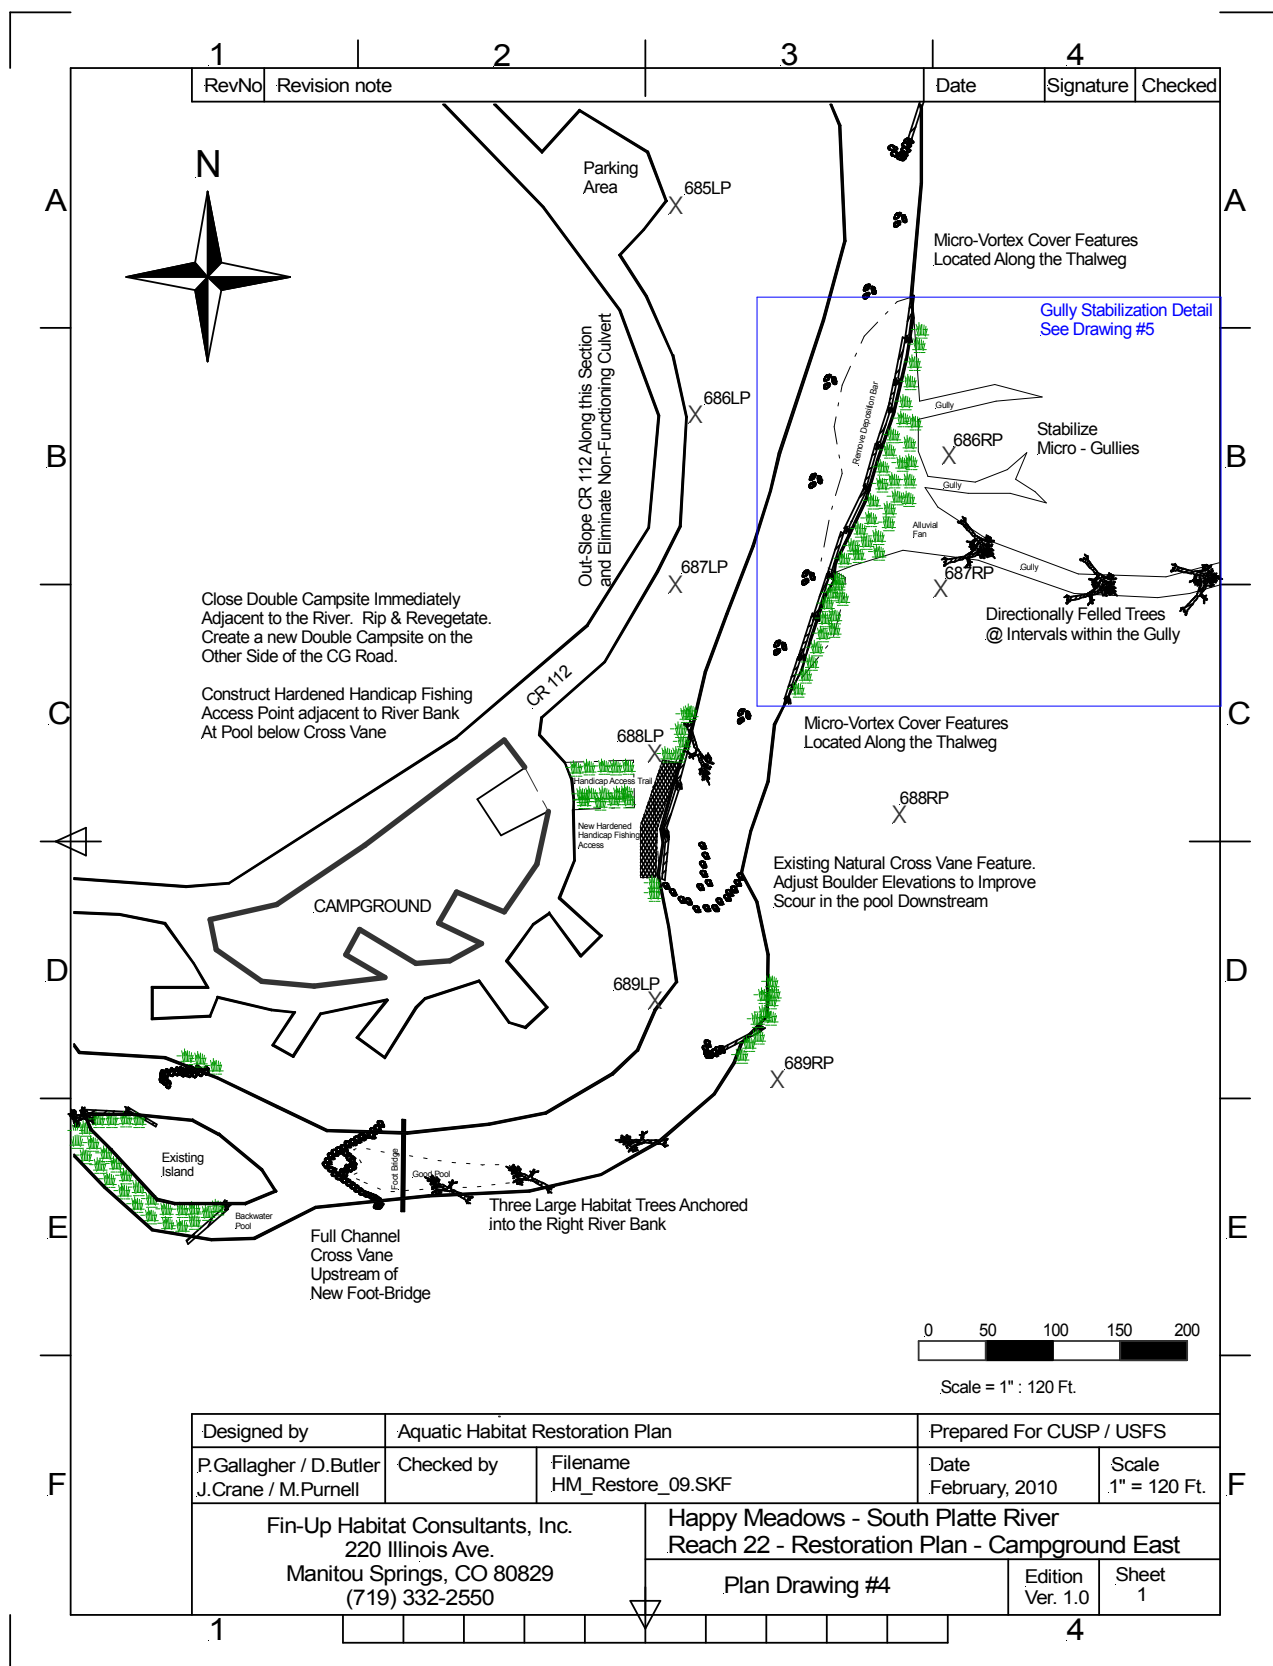 1
2
3
4
RevNo
Revision note
Date
Signature
Checked
N
A
A
Parking
Area
685LP
Micro-Vortex Cover Features
Located Along the Thalweg
Gully Stabilization Detail
See Drawing #5
Out-Slope CR 112 Along this Section
and Eliminate Non-Functioning Culvert
Remove Deposition Bar
686LP
Gully
Stabilize
Micro - Gullies
686RP
B
B
Gully
Alluvial
Fan
Gully
687LP
687RP
Directionally Felled Trees
@ Intervals within the Gully
Close Double Campsite Immediately
Adjacent to the River. Rip & Revegetate.
Create a new Double Campsite on the
Other Side of the CG Road.
Construct Hardened Handicap Fishing
Access Point adjacent to River Bank
At Pool below Cross Vane
CR 112
C
C
Micro-Vortex Cover Features
Located Along the Thalweg
688LP
Handicap Access Trail
688RP
New Hardened
Handicap Fishing
Access
Existing Natural Cross Vane Feature.
Adjust Boulder Elevations to Improve
Scour in the pool Downstream
CAMPGROUND
D
D
689LP
689RP
Existing
Island
Foot Bridge
Good Pool
Backwater
Pool
Three Large Habitat Trees Anchored
into the Right River Bank
E
E
Full Channel
Cross Vane
Upstream of
New Foot-Bridge
0 50 100 150 200
Scale = 1" : 120 Ft.
Designed by
Aquatic Habitat Restoration Plan
Prepared For CUSP / USFS
P.Gallagher / D.Butler
J.Crane / M.Purnell
Checked by
Filename
HM_Restore_09.SKF
Date
February, 2010
Scale
1" = 120 Ft.
F
F
Fin-Up Habitat Consultants, Inc.
220 Illinois Ave.
Manitou Springs, CO 80829
(719) 332-2550
Happy Meadows - South Platte River
Reach 22 - Restoration Plan - Campground East
Plan Drawing #4
Edition
Ver. 1.0
Sheet
1
1
4